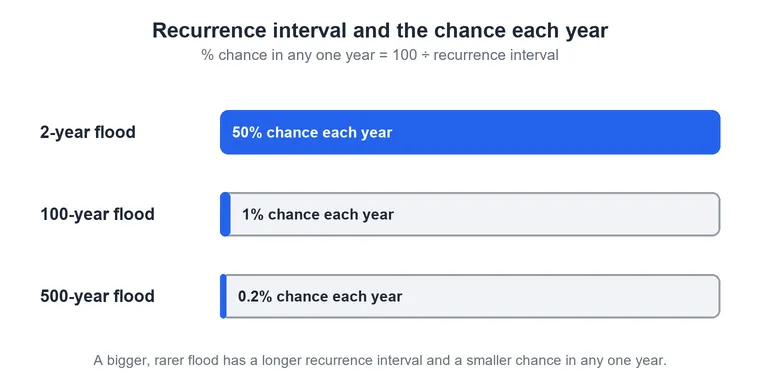 Recurrence interval and the chance each year
% chance in any one year = 100 ÷ recurrence interval
2-year flood
50% chance each year
100-year flood
1% chance each year
500-year flood
0.2% chance each year
A bigger, rarer flood has a longer recurrence interval and a smaller chance in any one year.